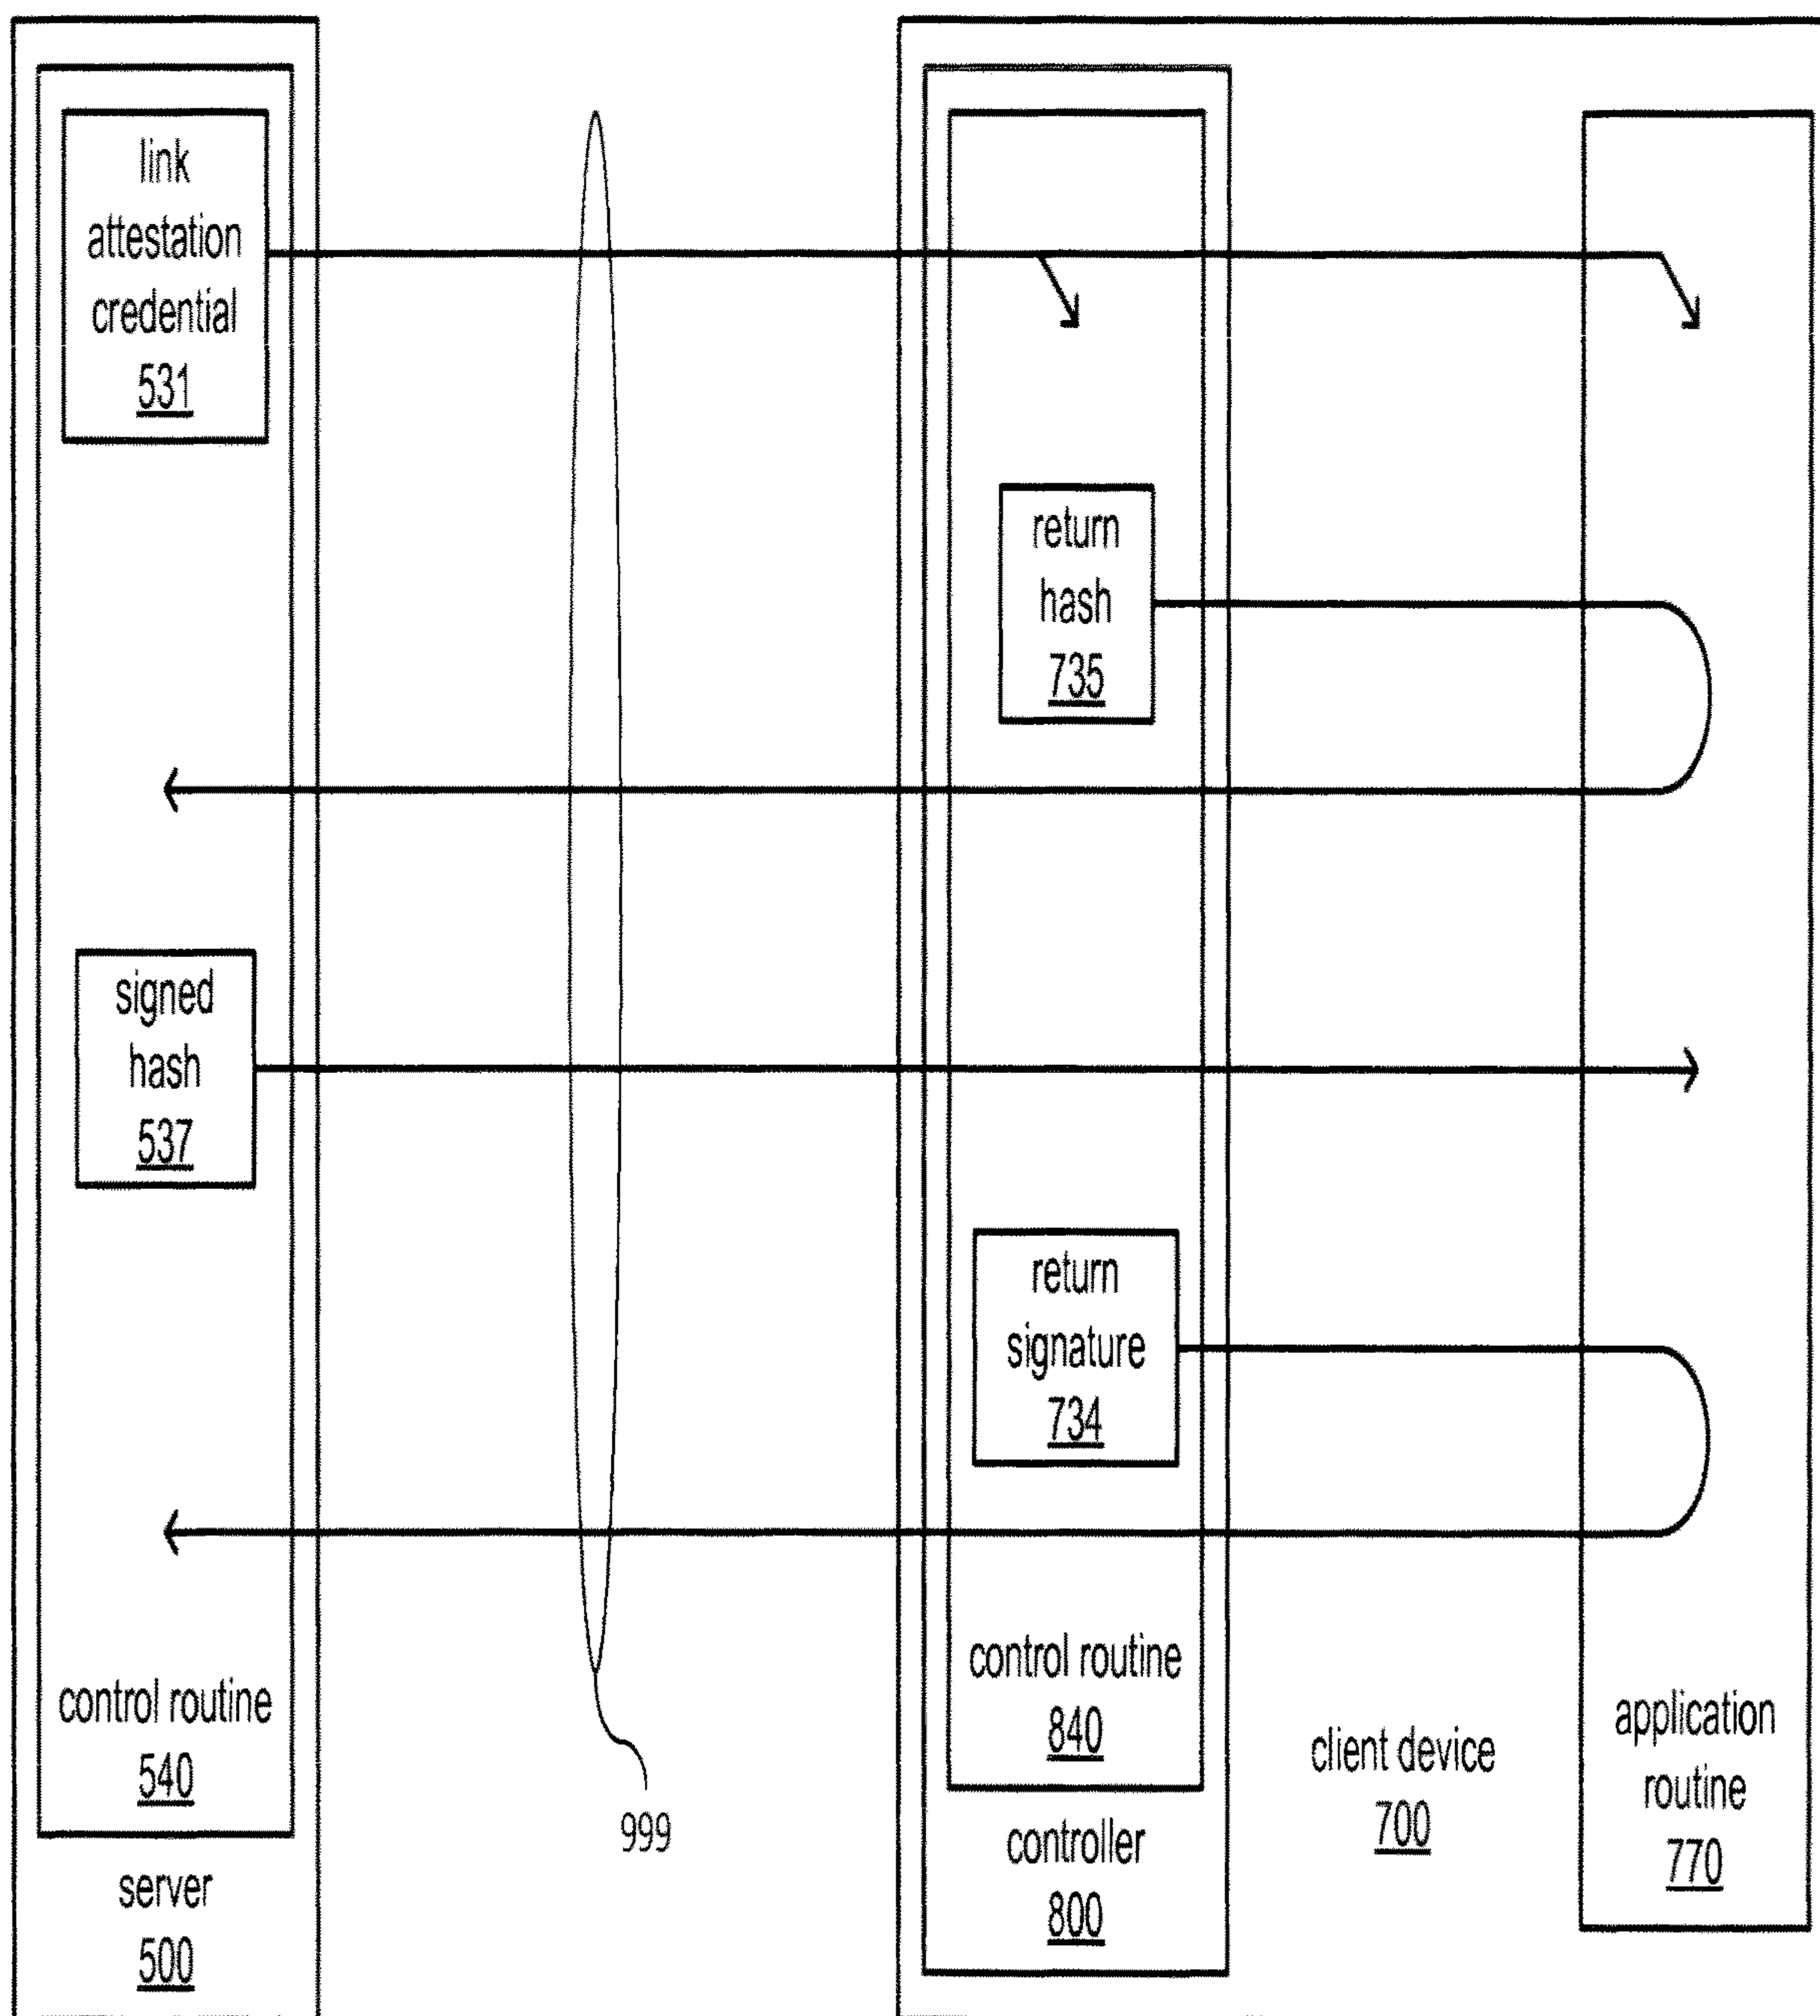 link
attestation
credential
531
return
hash
735
signed
hash
537
return
signature
734
control routine
540
server
500
999
control routine
840
controller
800
client device
700
application
routine
770